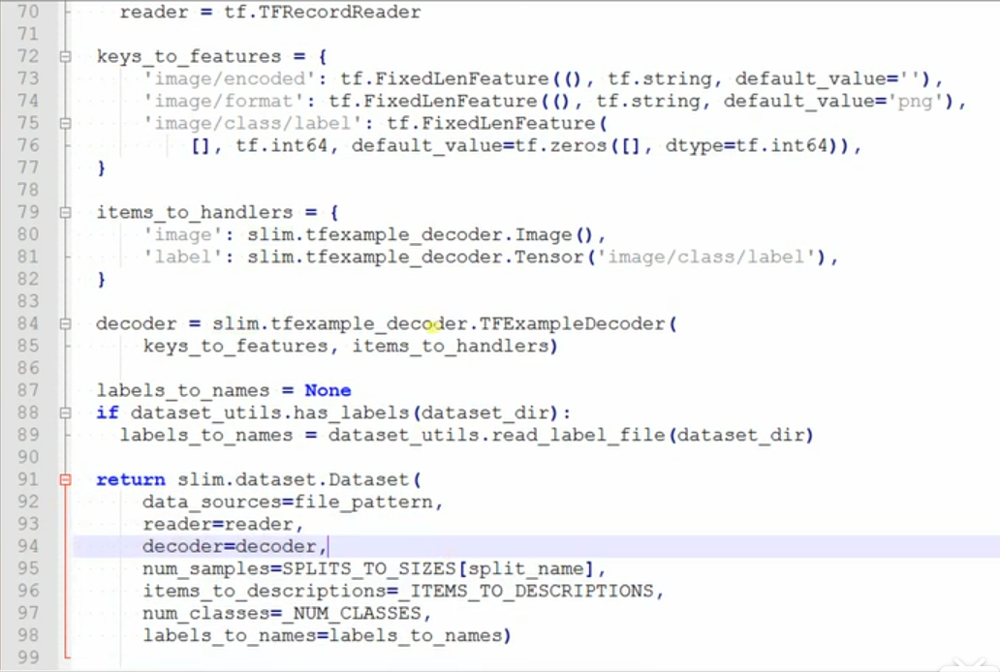 70 reader = tf.TFRecordReader
71
72 keys_to_features = {
73 'image/encoded': tf.FixedLenFeature((), tf.string, default_value=''),
74 'image/format': tf.FixedLenFeature((), tf.string, default_value='png'),
75 'image/class/label': tf.FixedLenFeature(
76 [], tf.int64, default_value=tf.zeros([], dtype=tf.int64)),
77 }
78
79 items_to_handlers = {
80 'image': slim.tfexample_decoder.Image(),
81 'label': slim.tfexample_decoder.Tensor('image/class/label'),
82 }
83
84 decoder = slim.tfexample_decoder.TFExampleDecoder(
85 keys_to_features, items_to_handlers)
86
87 labels_to_names = None
88 if dataset_utils.has_labels(dataset_dir):
89 labels_to_names = dataset_utils.read_label_file(dataset_dir)
90
91 return slim.dataset.Dataset(
92 data_sources=file_pattern,
93 reader=reader,
94 decoder=decoder,
95 num_samples=SPLITS_TO_SIZES[split_name],
96 items_to_descriptions=_ITEMS_TO_DESCRIPTIONS,
97 num_classes=_NUM_CLASSES,
98 labels_to_names=labels_to_names)
99